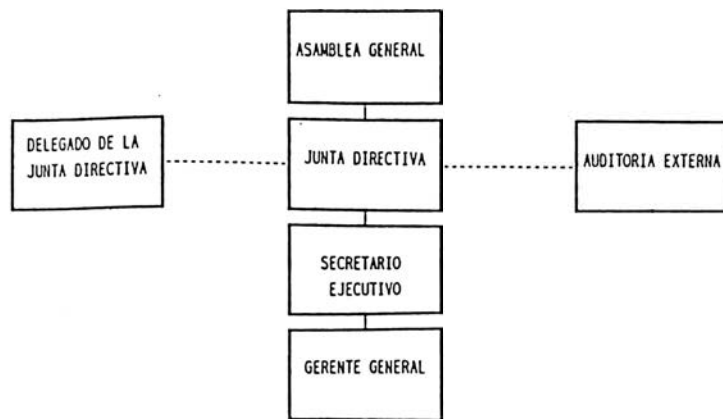 ASAMBLEA GENERAL
DELEGADO DE LA
JUNTA DIRECTIVA
JUNTA DIRECTIVA
AUDITORIA EXTERNA
SECRETARIO
EJECUTIVO
GERENTE GENERAL